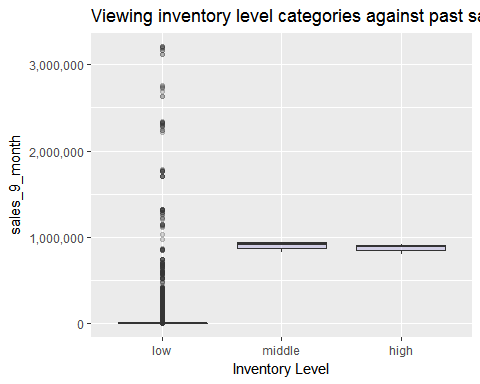 Viewing inventory level categories against past sa
3,000,000
2,000,000
1,000,000
0
sales_9_month
low middle high
Inventory Level